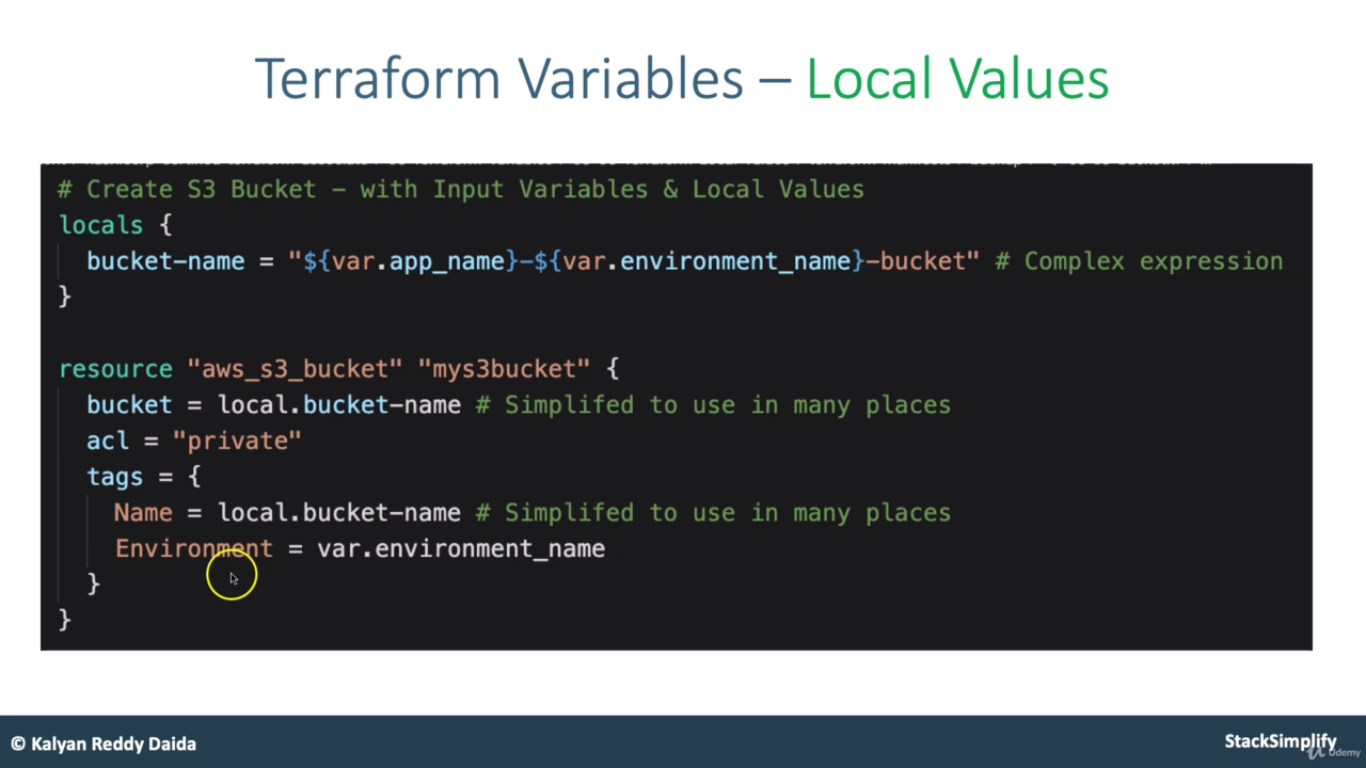 Terraform Variables – Local Values
# Create S3 Bucket - with Input Variables & Local Values
locals {
  bucket-name = "${var.app_name}-${var.environment_name}-bucket" # Complex expression
}
resource "aws_s3_bucket" "mys3bucket" {
  bucket = local.bucket-name # Simplifed to use in many places
  acl = "private"
  tags = {
    Name = local.bucket-name # Simplifed to use in many places
    Environment = var.environment_name
  }
}
© Kalyan Reddy Daida
StackSimplify
Udemy